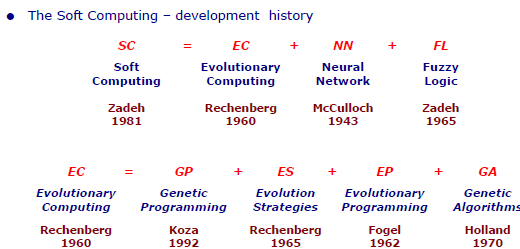 The Soft Computing – development history
SC = EC + NN + FL
Soft Evolutionary Neural Fuzzy
Computing Computing Network Logic
Zadeh Rechenberg McCulloch Zadeh
1981 1960 1943 1965
EC = GP + ES + EP + GA
Evolutionary Genetic Evolution Evolutionary Genetic
Computing Programming Strategies Programming Algorithms
Rechenberg Koza Rechenberg Fogel Holland
1960 1992 1965 1962 1970